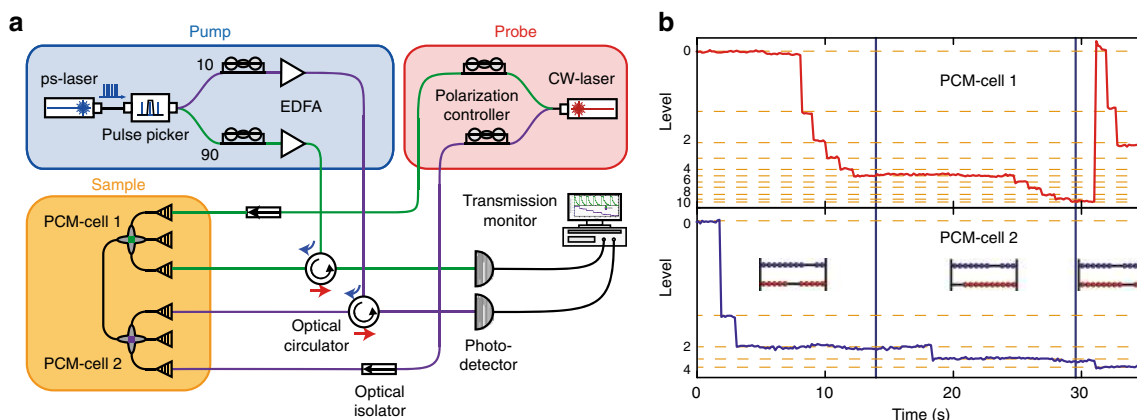 a
Pump
Probe
ps-laser
10
Pulse picker
EDFA
90
Polarization
controller
CW-laser
Sample
PCM-cell 1
PCM-cell 2
Transmission
monitor
Optical
circulator
Photo-
detector
Optical
isolator
b
PCM-cell 1
Level
0
2
4
6
8
10
PCM-cell 2
Level
0
2
4
0
10
20
30
Time (s)